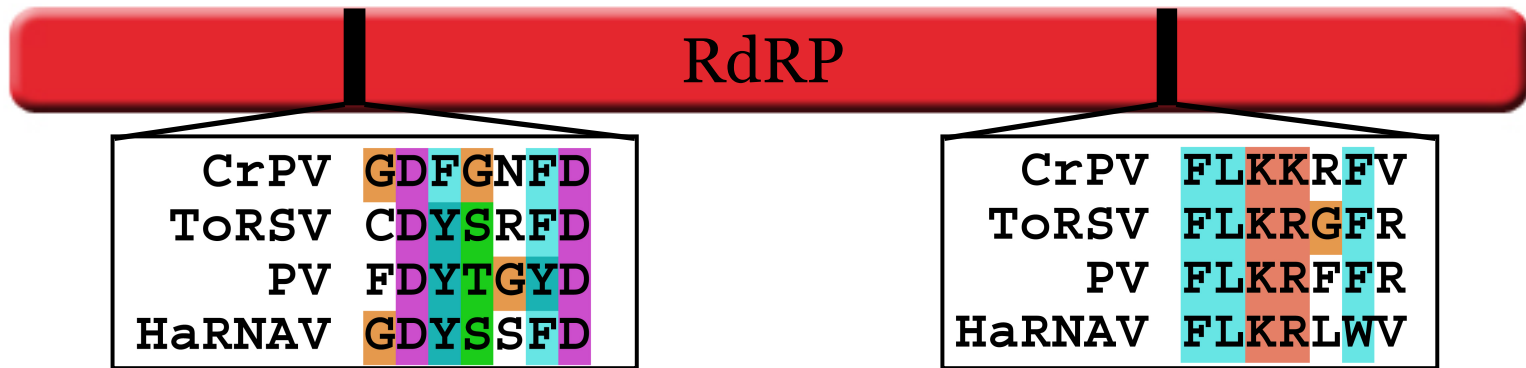 RdRP
CrPV GDFGNFD
ToRSV CDYSRFD
PV FDYTGYD
HaRNAV GDYSSFD
CrPV FLKKRFV
ToRSV FLKRGFR
PV FLKRFFR
HaRNAV FLKRLWV